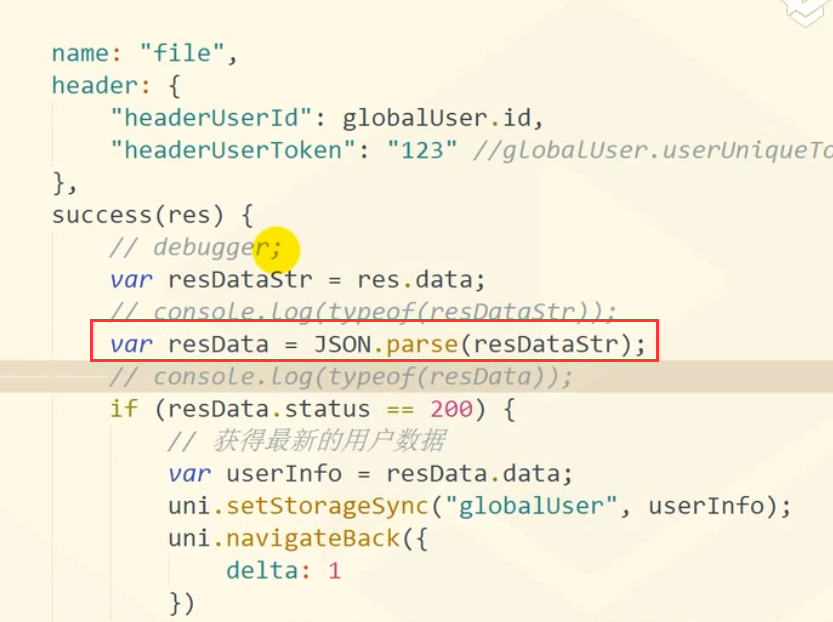 name: "file",
header: {
"headerUserId": globalUser.id,
"headerUserToken": "123" //globalUser.userUniqueTo
},
success(res) {
// debugger;
var resDataStr = res.data;
// console.log(typeof(resDataStr));
var resData = JSON.parse(resDataStr);
// console.log(typeof(resData));
if (resData.status == 200) {
// 获得最新的用户数据
var userInfo = resData.data;
uni.setStorageSync("globalUser", userInfo);
uni.navigateBack({
delta: 1
})